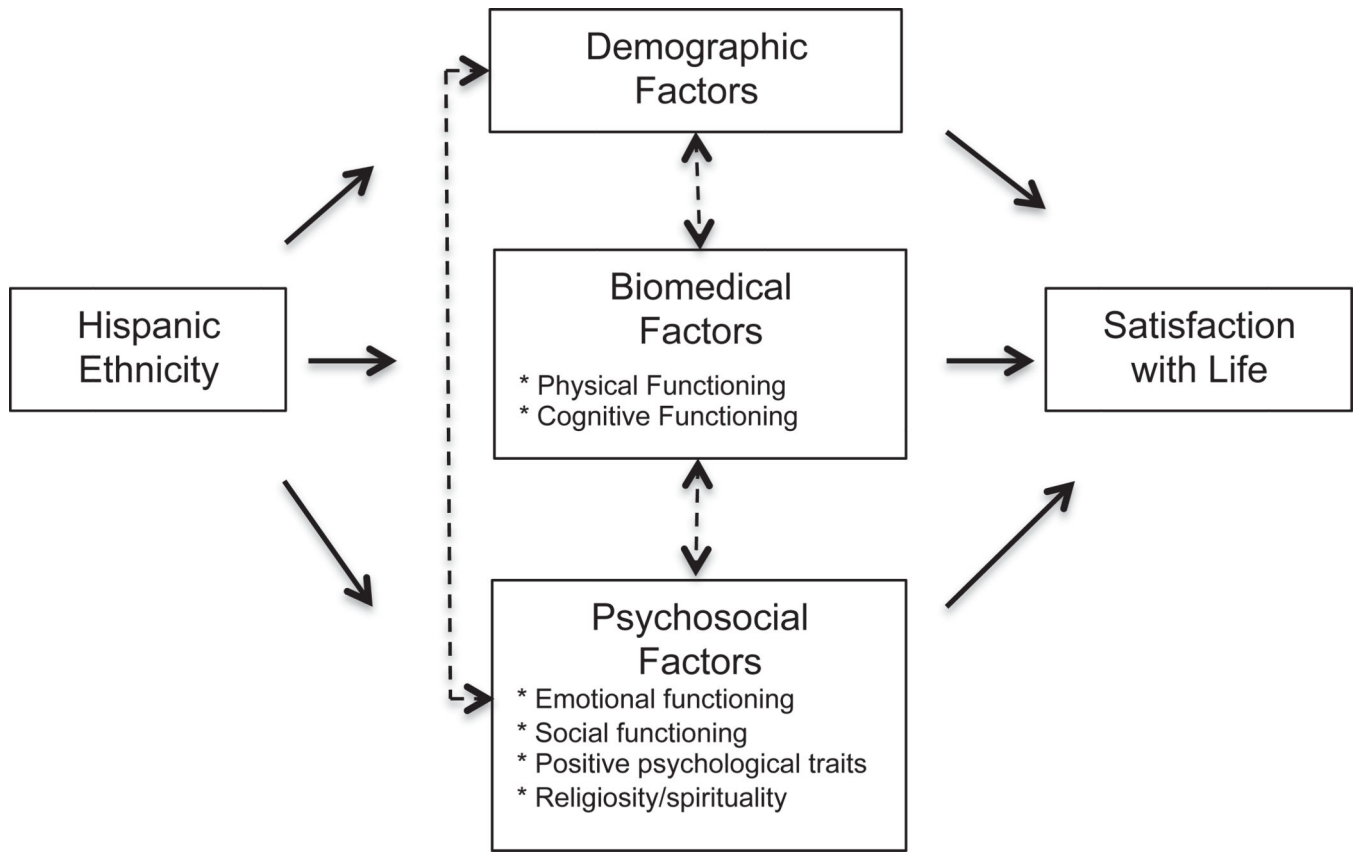 Demographic
Factors
Hispanic
Ethnicity
Biomedical
Factors
* Physical Functioning
* Cognitive Functioning
Satisfaction
with Life
Psychosocial
Factors
* Emotional functioning
* Social functioning
* Positive psychological traits
* Religiosity/spirituality